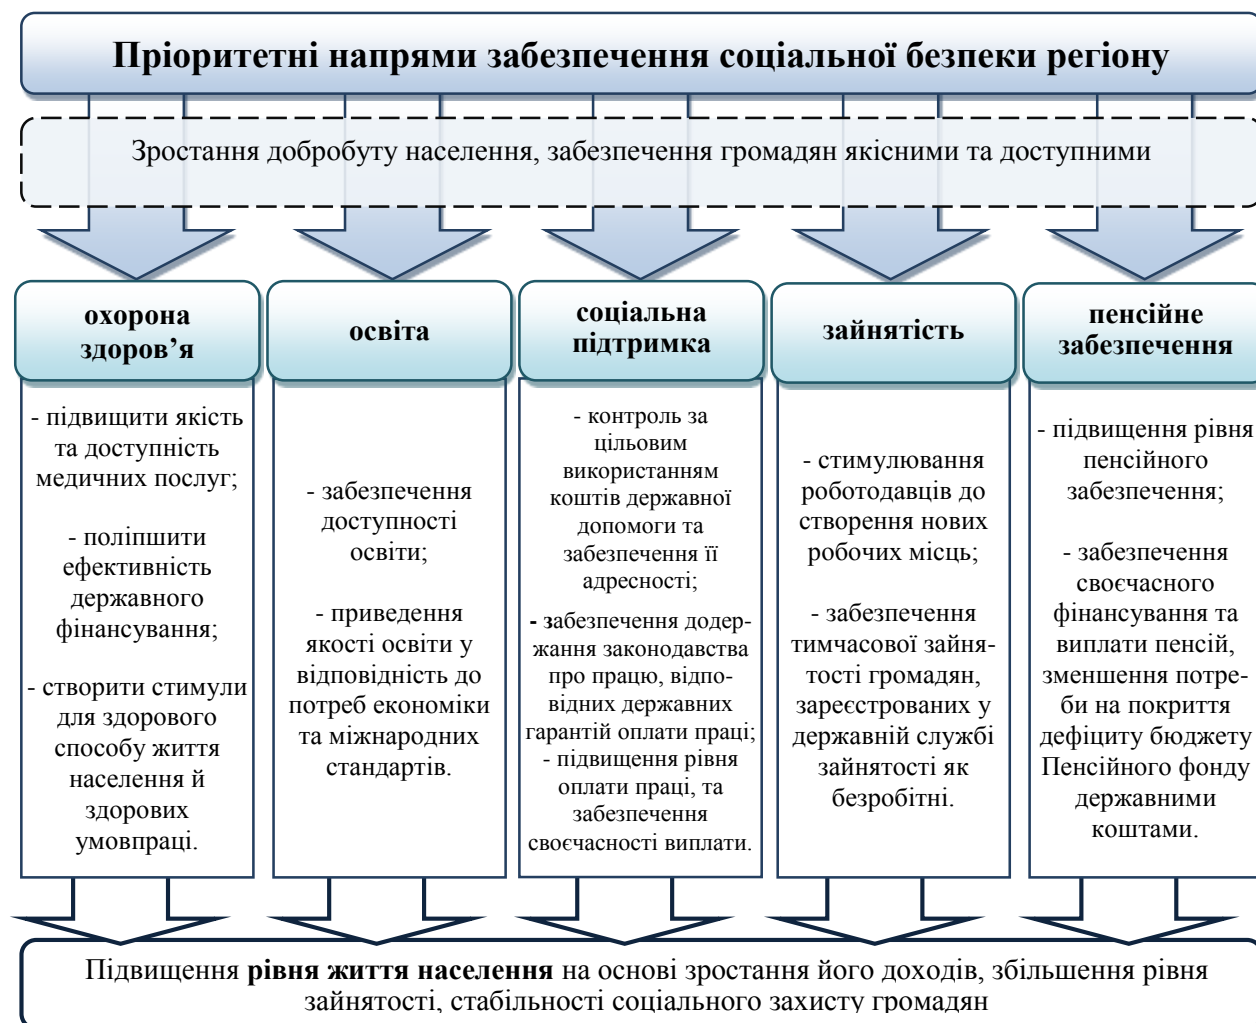 Пріоритетні напрями забезпечення соціальної безпеки регіону
Зростання добробуту населення, забезпечення громадян якісними та доступними
охорона
здоров’я
- підвищити якість
та доступність
медичних послуг;
- поліпшити
ефективність
державного
фінансування;
- створити стимули
для здорового
способу життя
населення й
здорових
умовпраці.
освіта
- забезпечення
доступності
освіти;
- приведення
якості освіти у
відповідність до
потреб економіки
та міжнародних
стандартів.
соціальна
підтримка
- контроль за
цільовим
використанням
коштів державної
допомоги та
забезпечення її
адресності;
- забезпечення додер-
жання законодавства
про працю, відпо-
відних державних
гарантій оплати праці;
- підвищення рівня
оплати праці, та
забезпечення
своєчасності виплати.
зайнятість
- стимулювання
роботодавців до
створення нових
робочих місць;
- забезпечення
тимчасової зайня-
тості громадян,
зареєстрованих у
державній службі
зайнятості як
безробітні.
пенсійне
забезпечення
- підвищення рівня
пенсійного
забезпечення;
- забезпечення
своєчасного
фінансування та
виплати пенсій,
зменшення потре-
би на покриття
дефіциту бюджету
Пенсійного фонду
державними
коштами.
Підвищення рівня життя населення на основі зростання його доходів, збільшення рівня
зайнятості, стабільності соціального захисту громадян